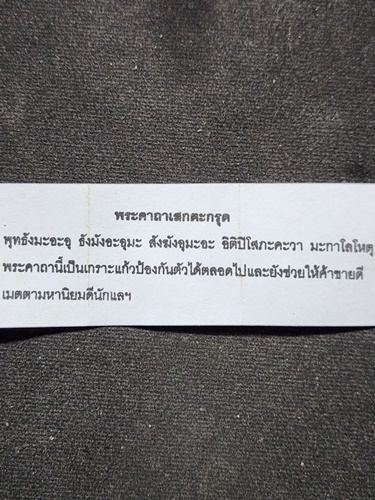 พระคาถาเสกตะกรุด
พุทธังมะอะอุ ธังมังอะอุมะ สังฆังอุมะอะ อิติปิโสภะคะวา มะกาโลโหตุ
พระคาถานี้เป็นเกราะแก้วป้องกันตัวได้ตลอดไปและยังช่วยให้ค้าขายดี
เมตตามหานิยมดีนักแลฯ